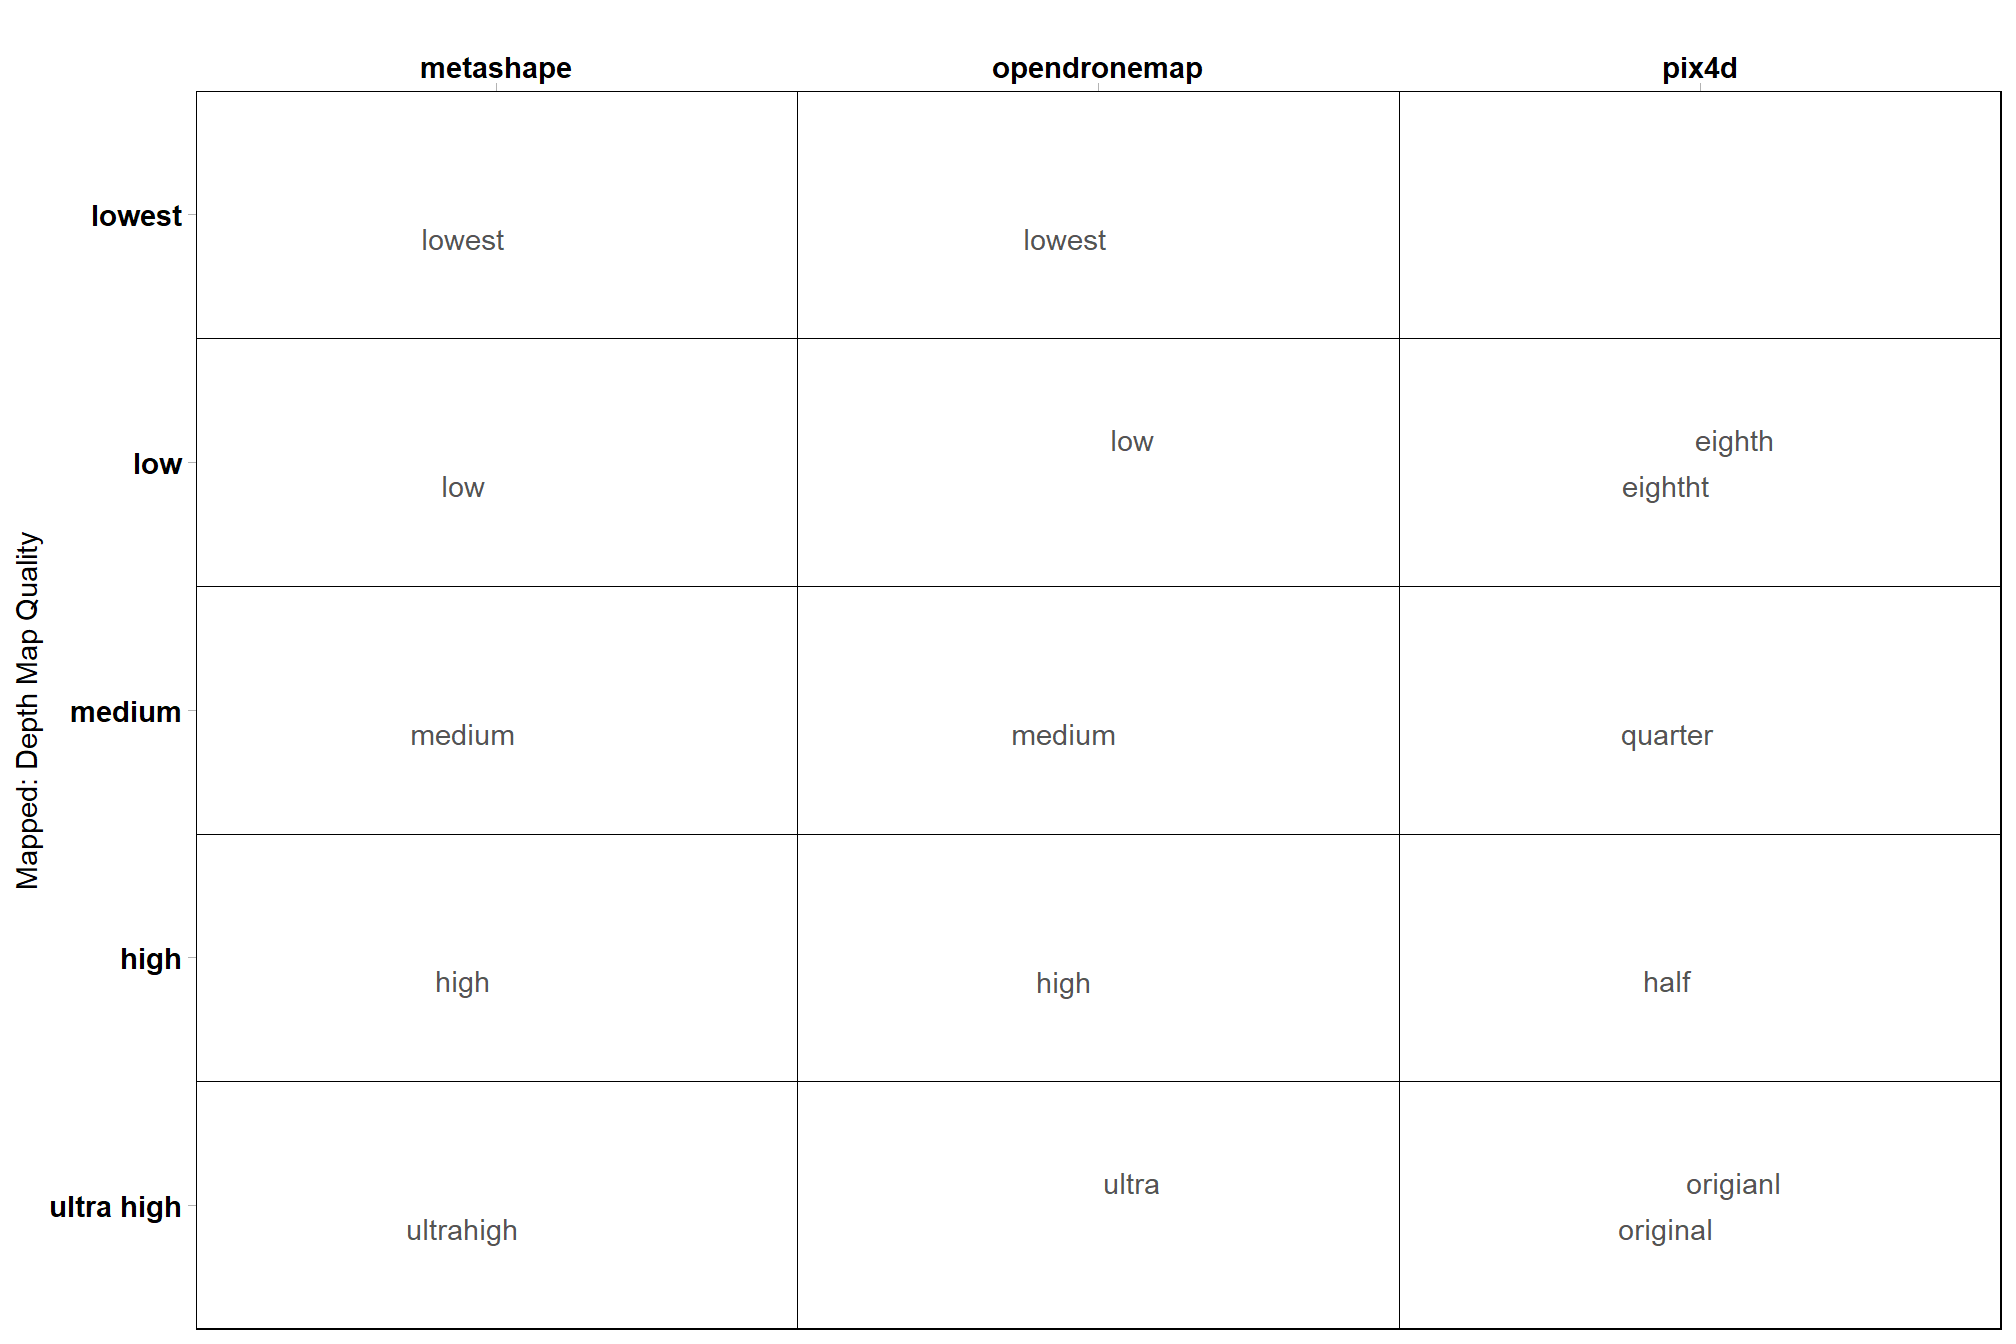 metashape opendronemap pix4d
lowest lowest lowest
low low low eighth
eightht
Mapped: Depth Map Quality
medium medium medium quarter
high high high half
ultra high ultrahigh ultra origianl
original